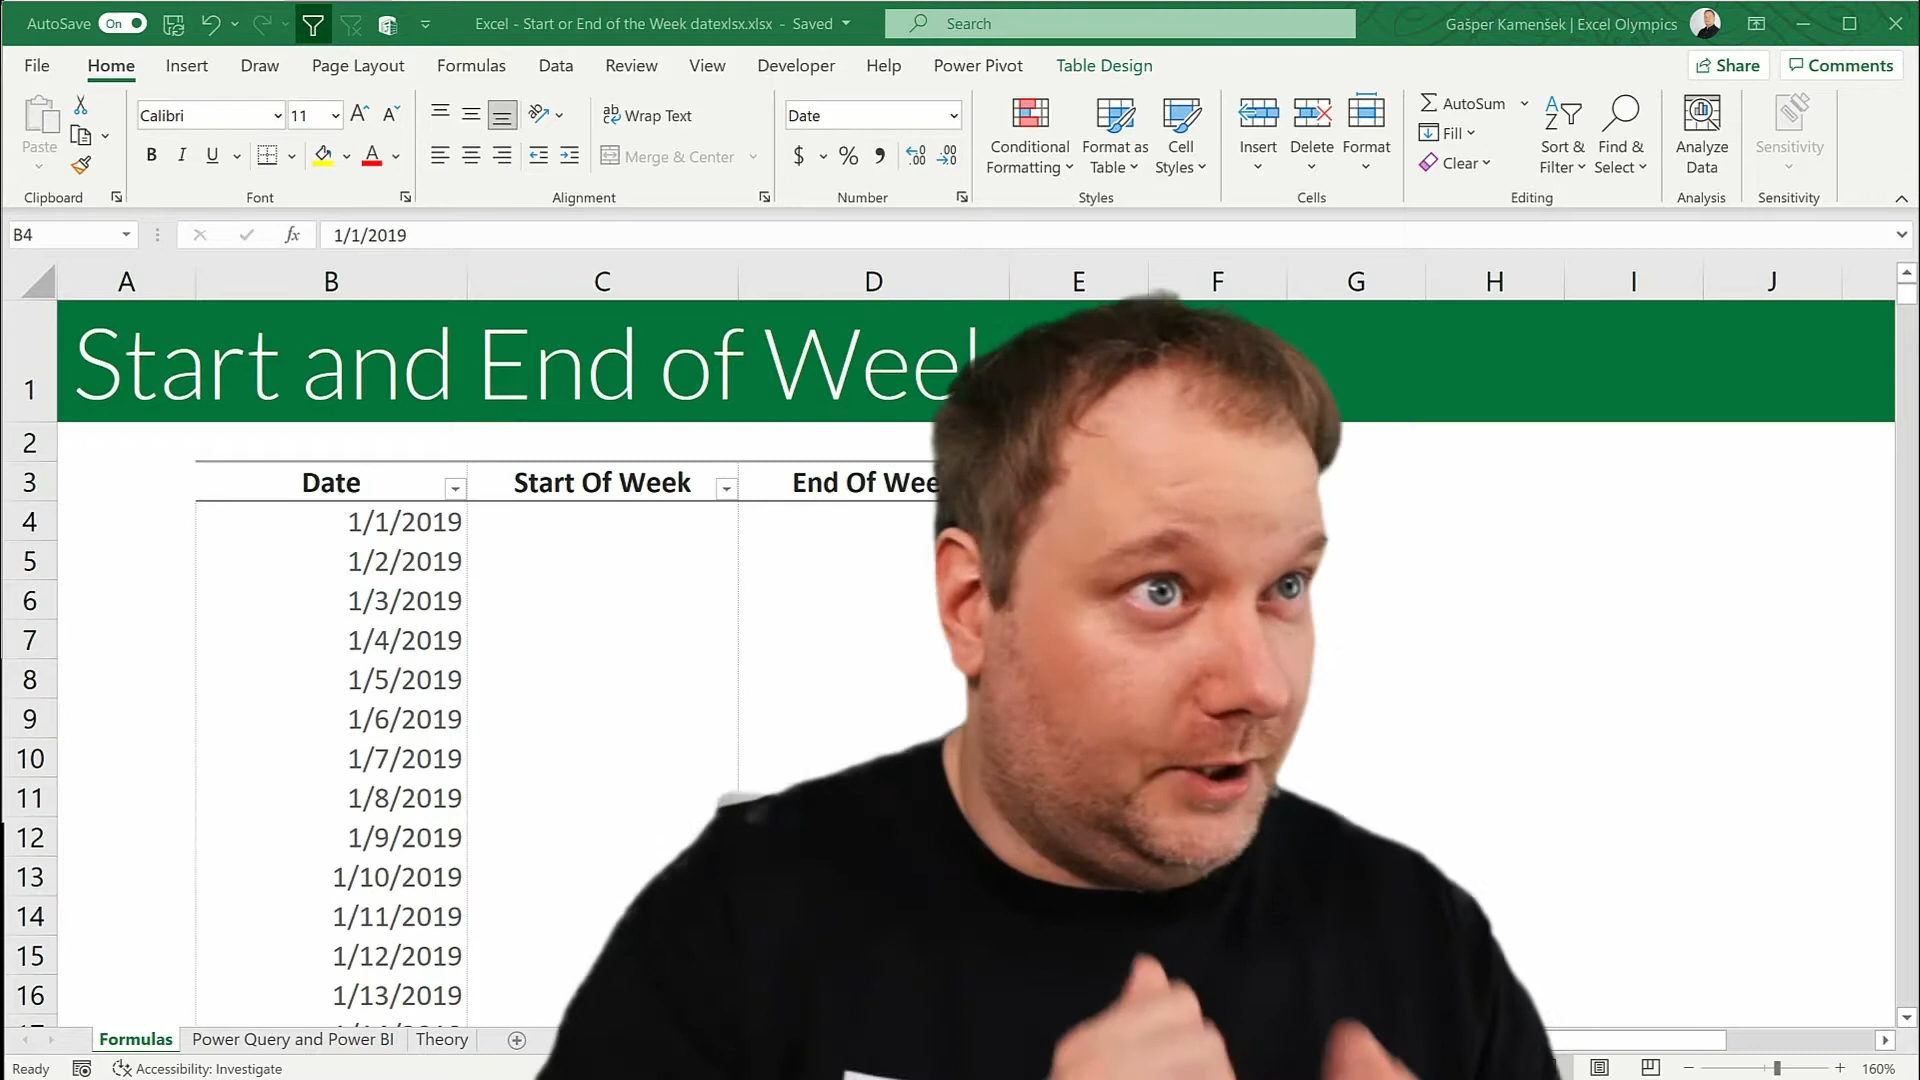 AutoSave On Excel - Start or End of the Week datexlsx.xlsx - Saved Search Gašper Kamenšek | Excel Olympics
File Home Insert Draw Page Layout Formulas Data Review View Developer Help Power Pivot Table Design Share Comments
Paste Calibri 11 Wrap Text Date Conditional Formatting Format as Table Cell Styles Insert Delete Format AutoSum Sort & Filter Find & Select Analyze Data Sensitivity
B I U Merge & Center $ % Fill
Clear
Clipboard Font Alignment Number Styles Cells Editing Analysis Sensitivity
B4 fx 1/1/2019
A B C D E F G H I J
1 Start and End of Week
2
3 Date Start Of Week End Of Wee
4 1/1/2019
5 1/2/2019
6 1/3/2019
7 1/4/2019
8 1/5/2019
9 1/6/2019
10 1/7/2019
11 1/8/2019
12 1/9/2019
13 1/10/2019
14 1/11/2019
15 1/12/2019
16 1/13/2019
Formulas Power Query and Power BI Theory
Ready Accessibility: Investigate 160%